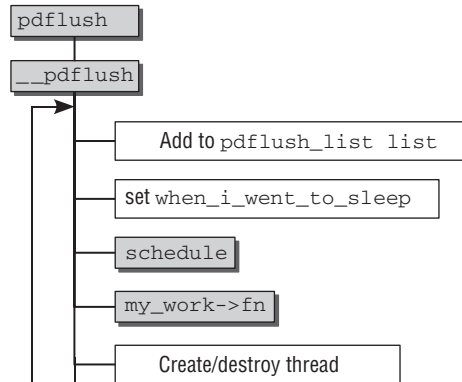 pdflush
__pdflush
Add to pdflush_list list
set when_i_went_to_sleep
schedule
my_work->fn
Create/destroy thread